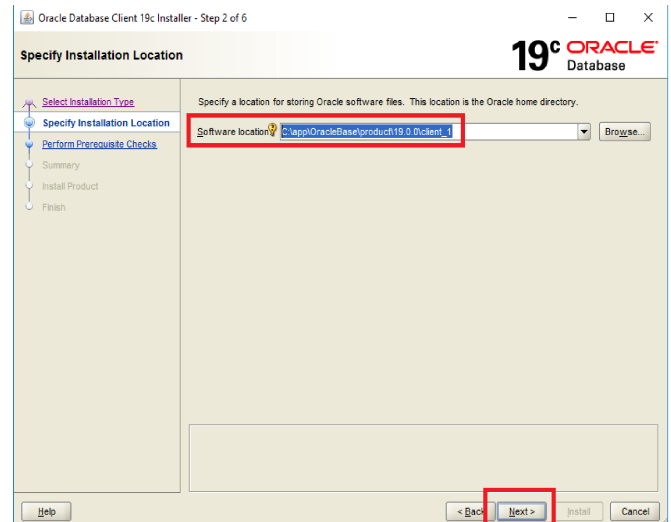 Oracle Database Client 19c Installer - Step 2 of 6
Specify Installation Location
19c ORACLE
Database
Select Installation Type
Specify Installation Location
Perform Prerequisite Checks
Summary
Install Product
Finish
Specify a location for storing Oracle software files. This location is the Oracle home directory.
Software location C:\app\OracleBase\product\19.0.0\client_1 Browse...
Help < Back Next > Install Cancel